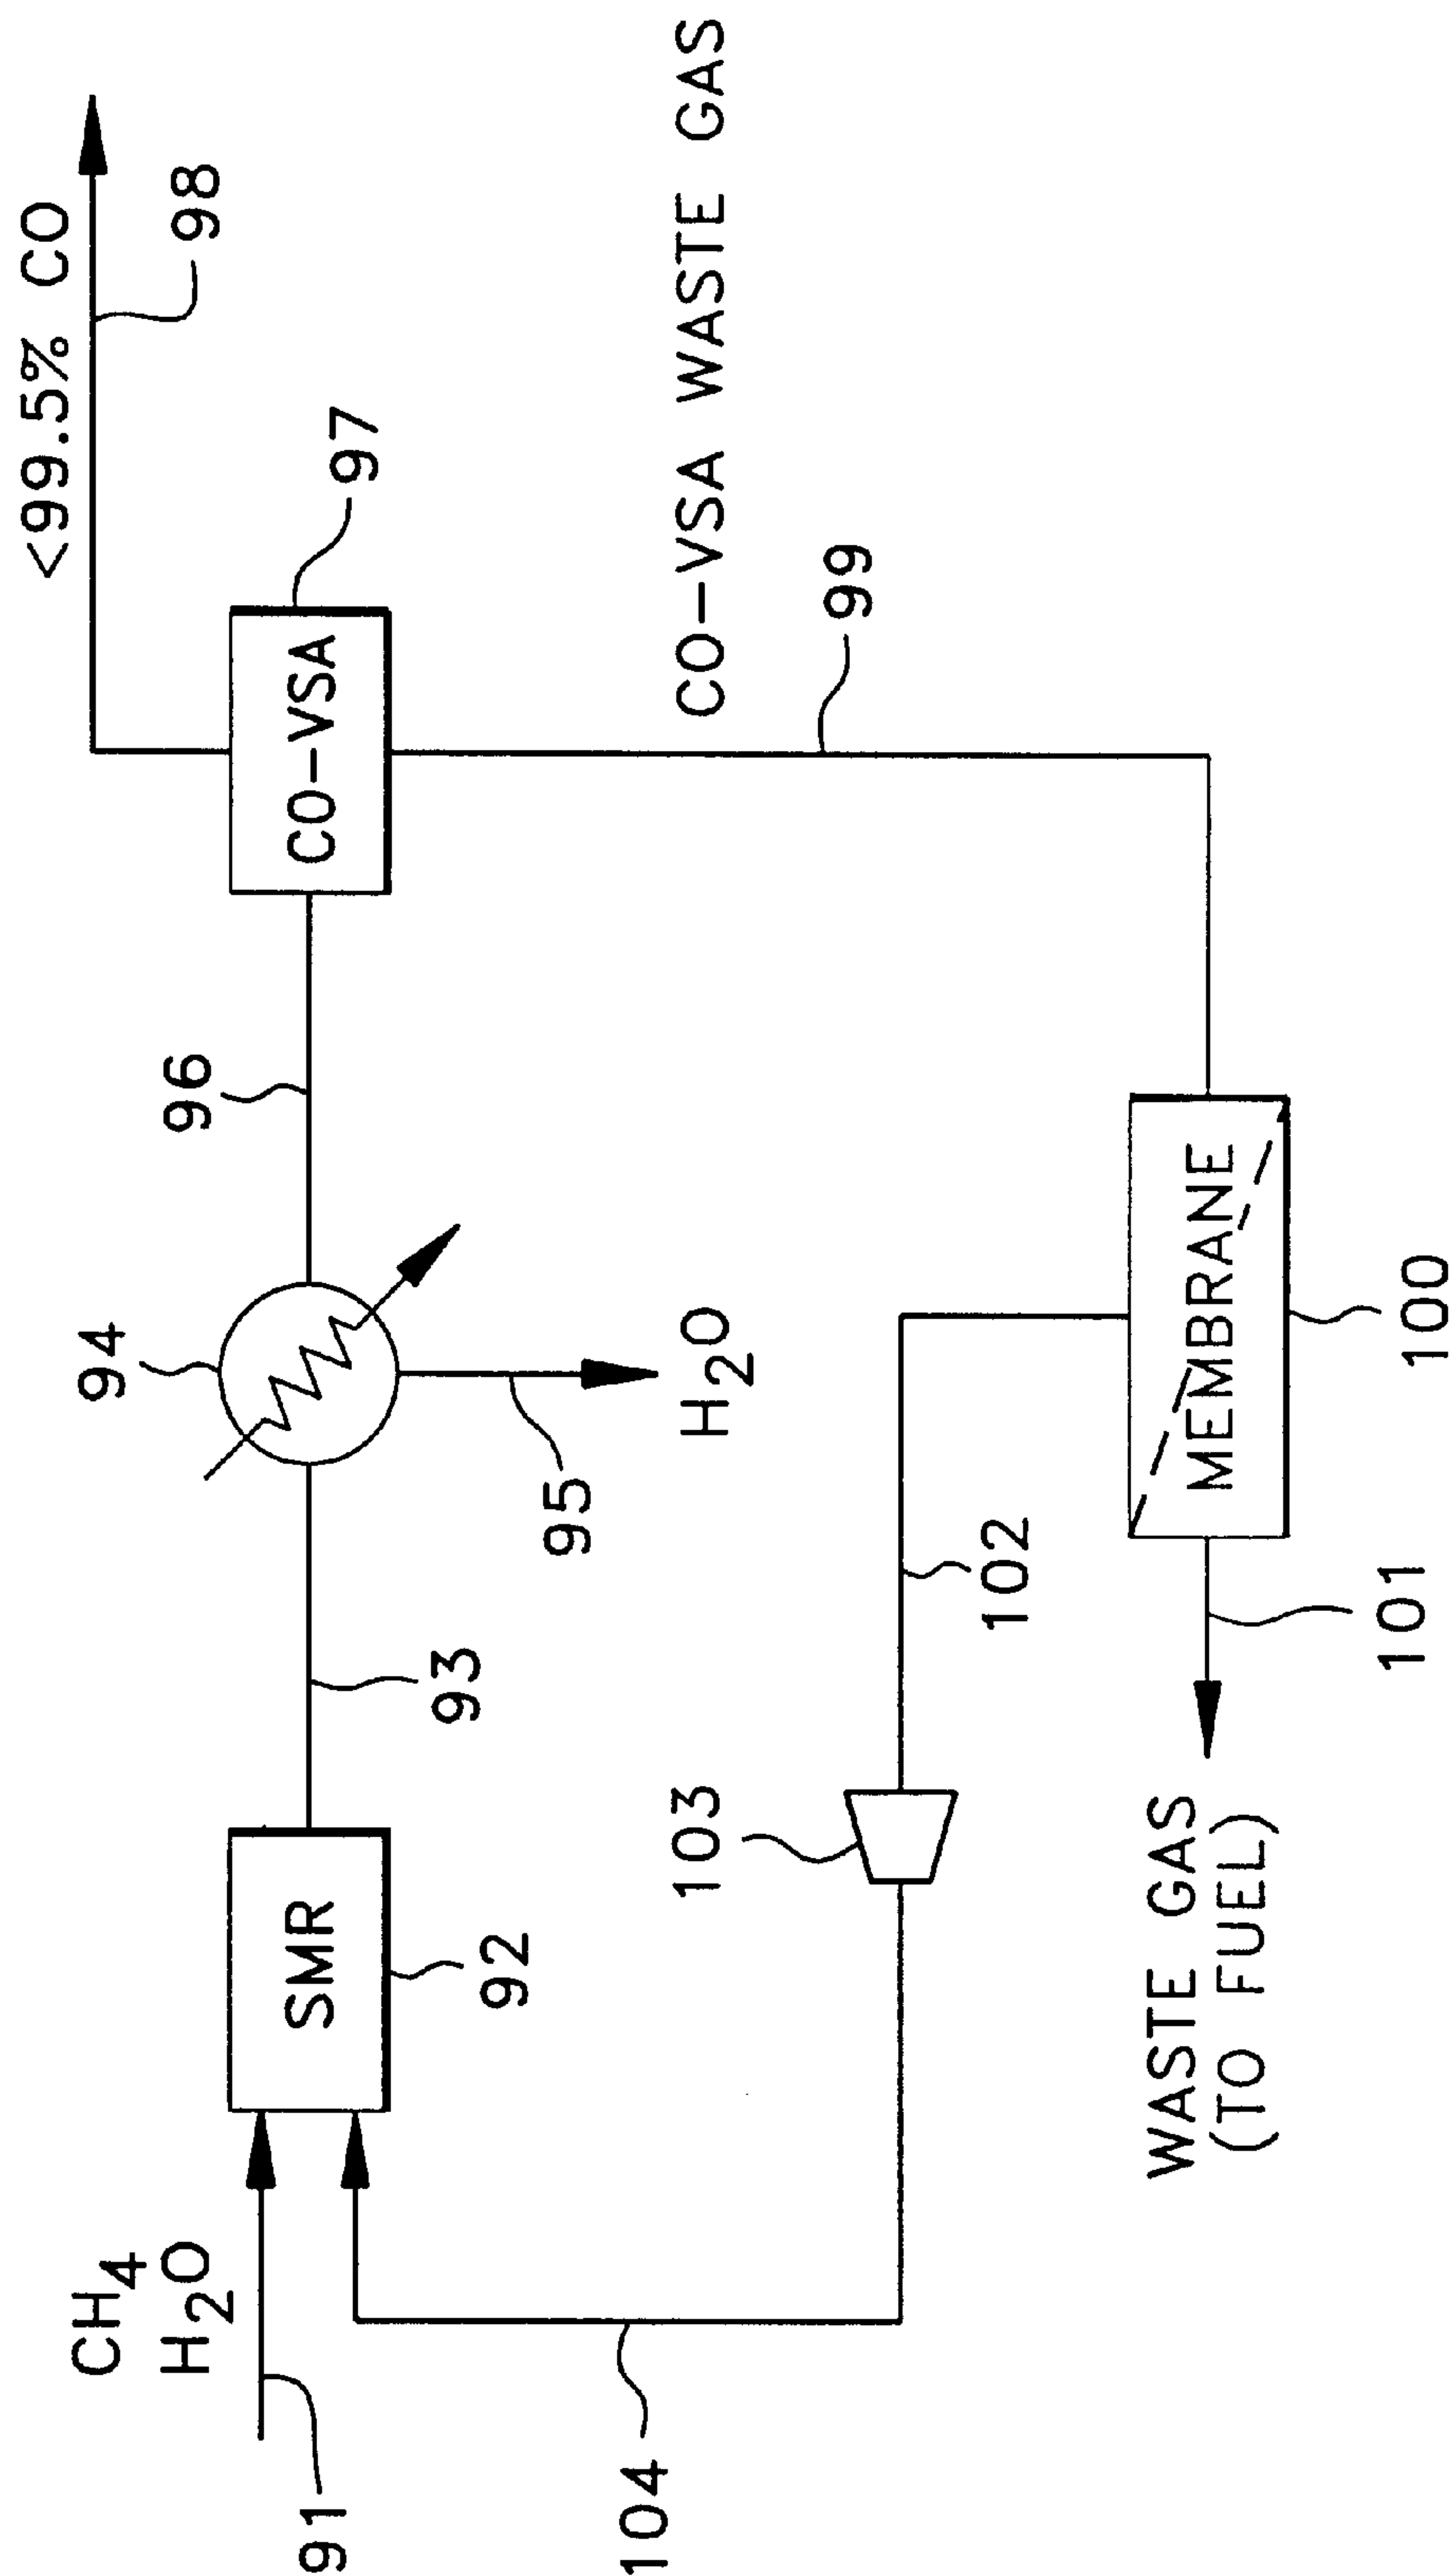 <99.5% CO
98
CH4
H2O
91
SMR
92
93
94
95
H2O
96
CO-VSA
97
CO-VSA WASTE GAS
99
104
103
102
MEMBRANE
100
101
WASTE GAS
(TO FUEL)